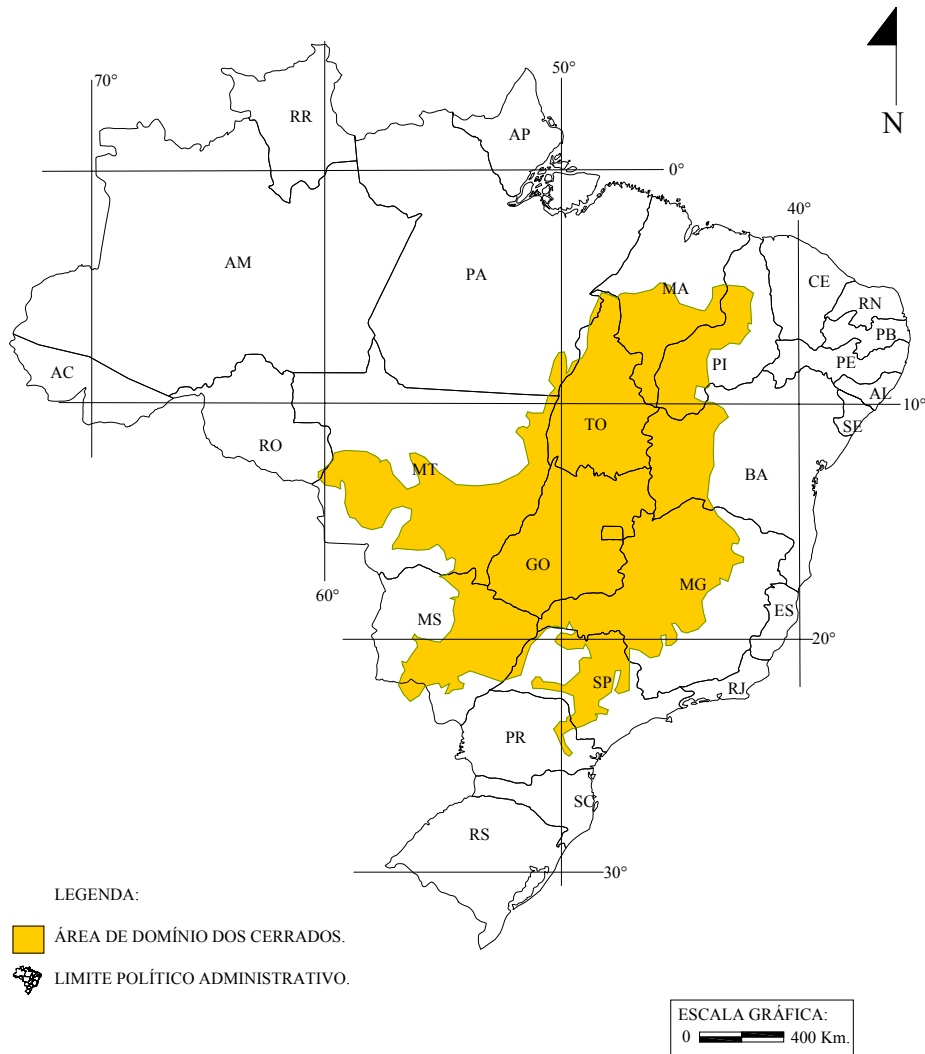 70°
50°
RR
AP
N
0°
40°
AM
PA
MA
CE
RN
PB
PE
PI
AC
AL
10°
SE
TO
RO
MT
BA
GO
MG
60°
MS
ES
20°
SP
RJ
PR
SC
RS
30°
LEGENDA:
ÁREA DE DOMÍNIO DOS CERRADOS.
LIMITE POLÍTICO ADMINISTRATIVO.
ESCALA GRÁFICA:
0 400 Km.